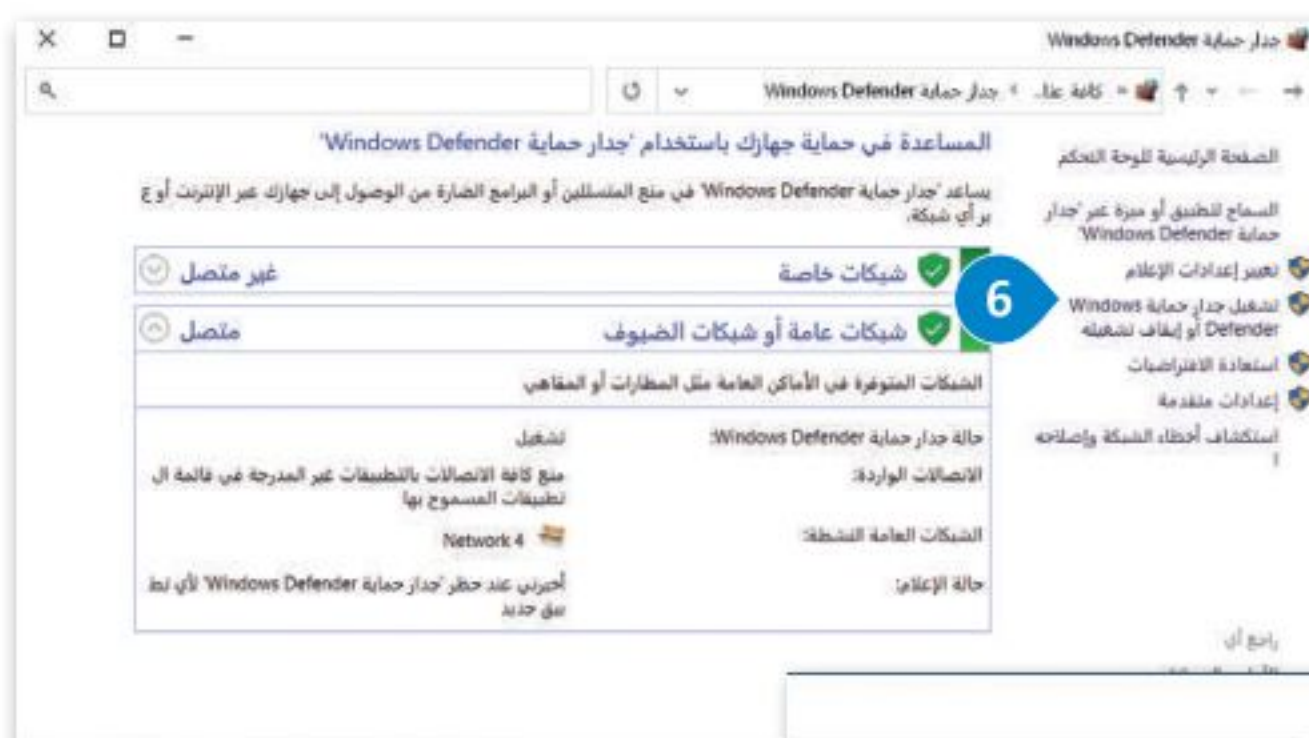 جدار حماية Windows Defender
كافة عنا.. › جدار حماية Windows Defender
الصفحة الرئيسية للوحة التحكم
السماح لتطبيق أو ميزة عبر 'جدار
حماية Windows Defender'
تغيير إعدادات الإعلام
تشغيل جدار حماية Windows
Defender أو إيقاف تشغيله
استعادة الافتراضيات
إعدادات متقدمة
استكشاف أخطاء الشبكة وإصلاحه
ا
راجع أي
6
المساعدة في حماية جهازك باستخدام 'جدار حماية Windows Defender'
يساعد 'جدار حماية Windows Defender' في منع المتسللين أو البرامج الضارة من الوصول إلى جهازك عبر الإنترنت أو ع
بر أي شبكة.
شبكات خاصة غير متصل
شبكات عامة أو شبكات الضيوف متصل
الشبكات المتوفرة في الأماكن العامة مثل المطارات أو المقاهي
حالة جدار حماية Windows Defender: تشغيل
الاتصالات الواردة: منع كافة الاتصالات بالتطبيقات غير المدرجة في قائمة ال
تطبيقات المسموح بها
الشبكات العامة النشطة: Network 4
حالة الإعلام: أخبرني عند حظر 'جدار حماية Windows Defender' لأي تط
بيق جديد